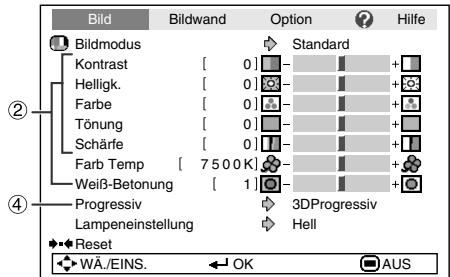 Bild Bildwand Option ? Hilfe
Bildmodus Standard
Kontrast [ 0] - +
② Helligk. [ 0] - +
Farbe [ 0] - +
Tönung [ 0] - +
Schärfe [ 0] - +
Farb Temp [ 7500K] - +
Weiß-Betonung [ 1] - +
④ Progressiv 3DProgressiv
Lampeneinstellung Hell
Reset
WÄ./EINS. OK AUS